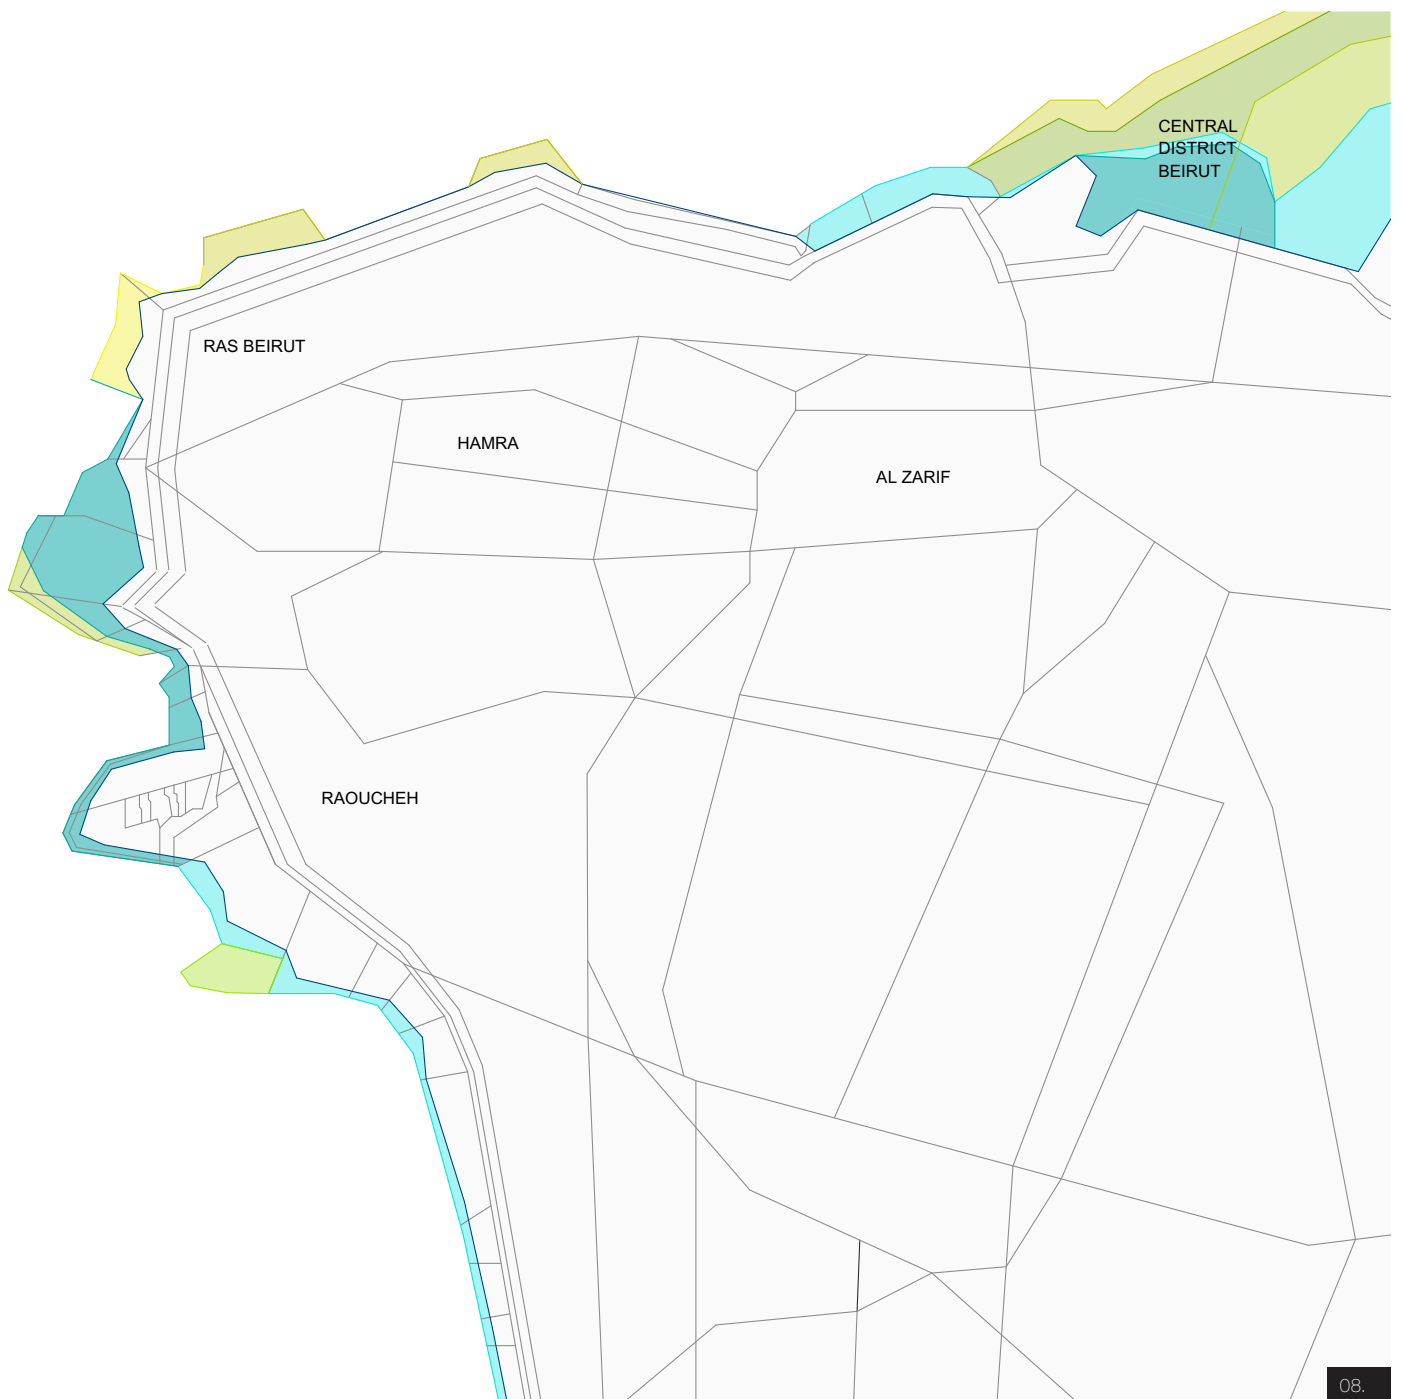 CENTRAL
DISTRICT
BEIRUT
RAS BEIRUT
HAMRA
AL ZARIF
RAOUCHEH
08.